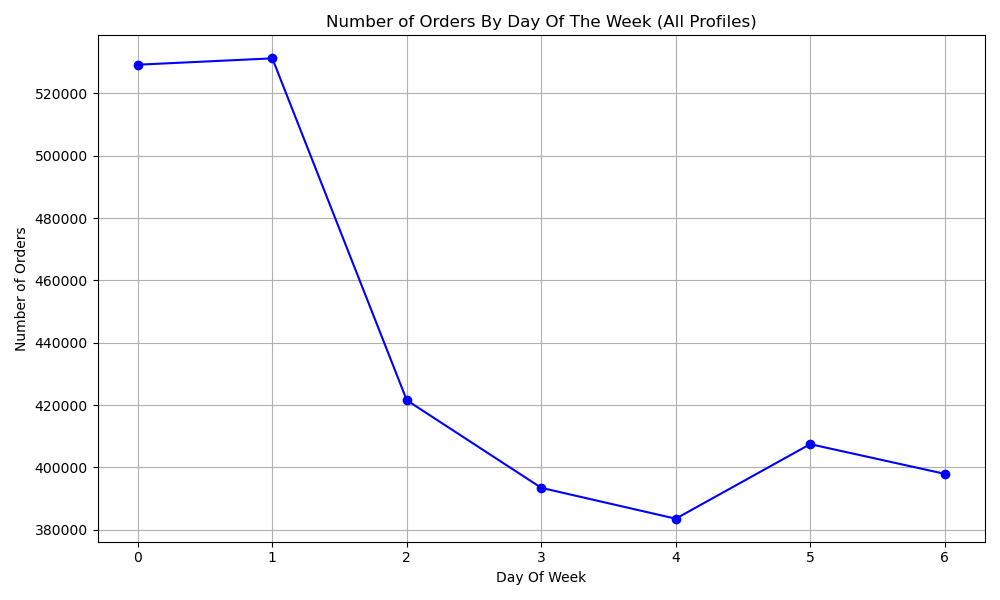 Number of Orders By Day Of The Week (All Profiles)
Number of Orders
520000
500000
480000
460000
440000
420000
400000
380000
0 1 2 3 4 5 6
Day Of Week